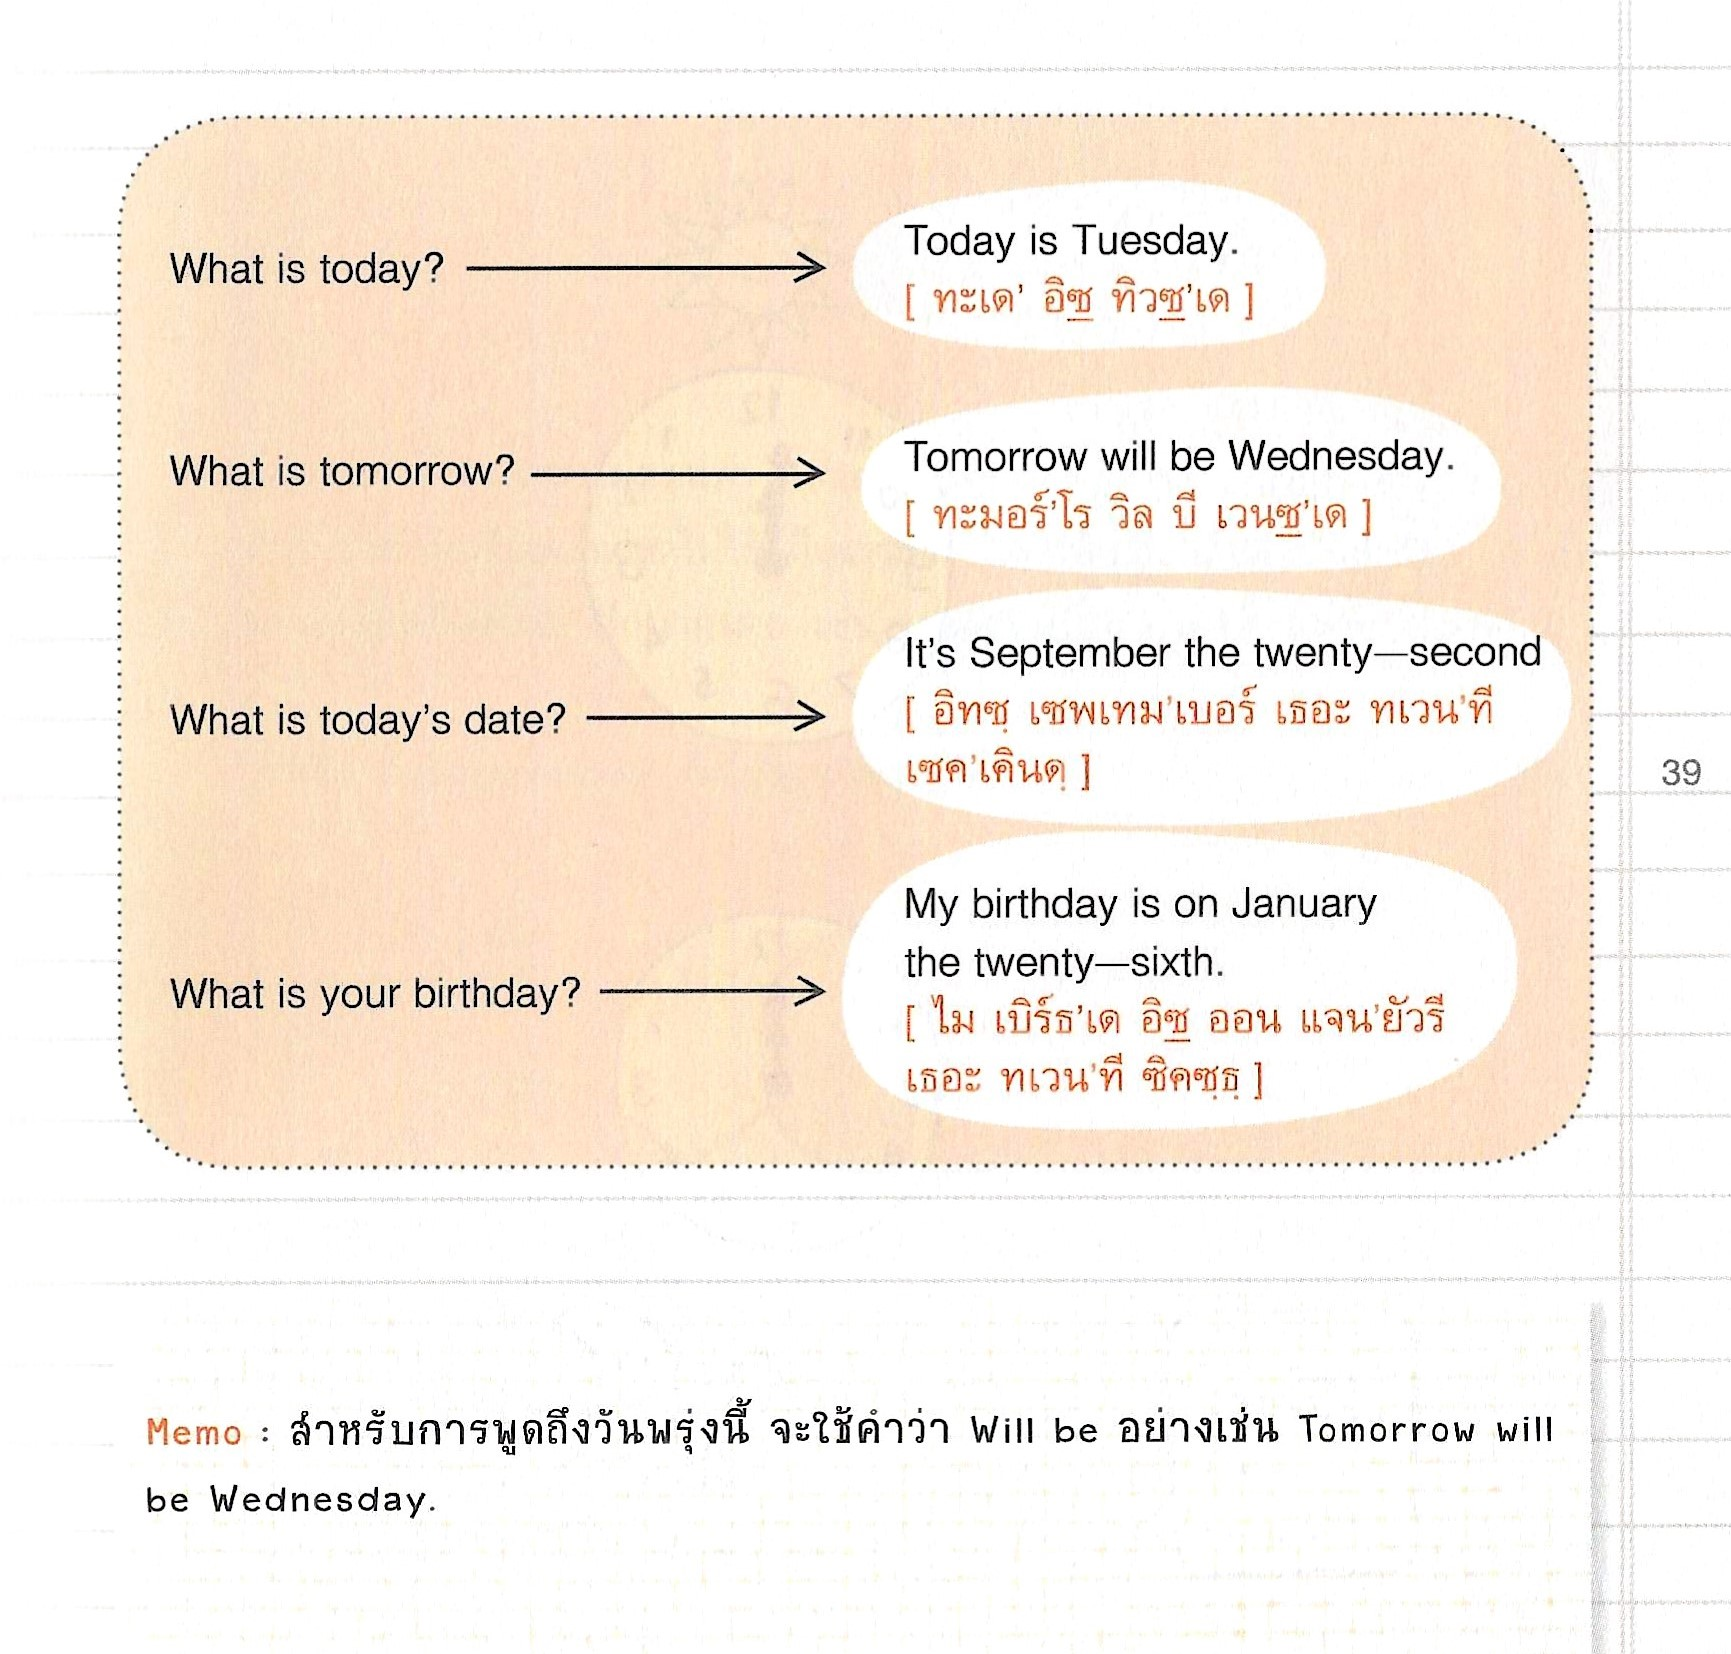 What is today?
Today is Tuesday.
[ ทะเด' อิซ ทิวซ'เด ]
What is tomorrow?
Tomorrow will be Wednesday.
[ ทะมอร์'โร วิล บี เวนซ'เด ]
What is today's date?
It's September the twenty—second
[ อิทซฺ เซพเทม'เบอร์ เธอะ ทเวน'ที
เซค'เคินดฺ ]
39
What is your birthday?
My birthday is on January
the twenty—sixth.
[ ไม เบิร์ธ'เด อิซ ออน แจน'ยัวรี
เธอะ ทเวน'ที ซิคซฺธฺ ]
Memo : สำหรับการพูดถึงวันพรุ่งนี้ จะใช้คำว่า Will be อย่างเช่น Tomorrow will
be Wednesday.